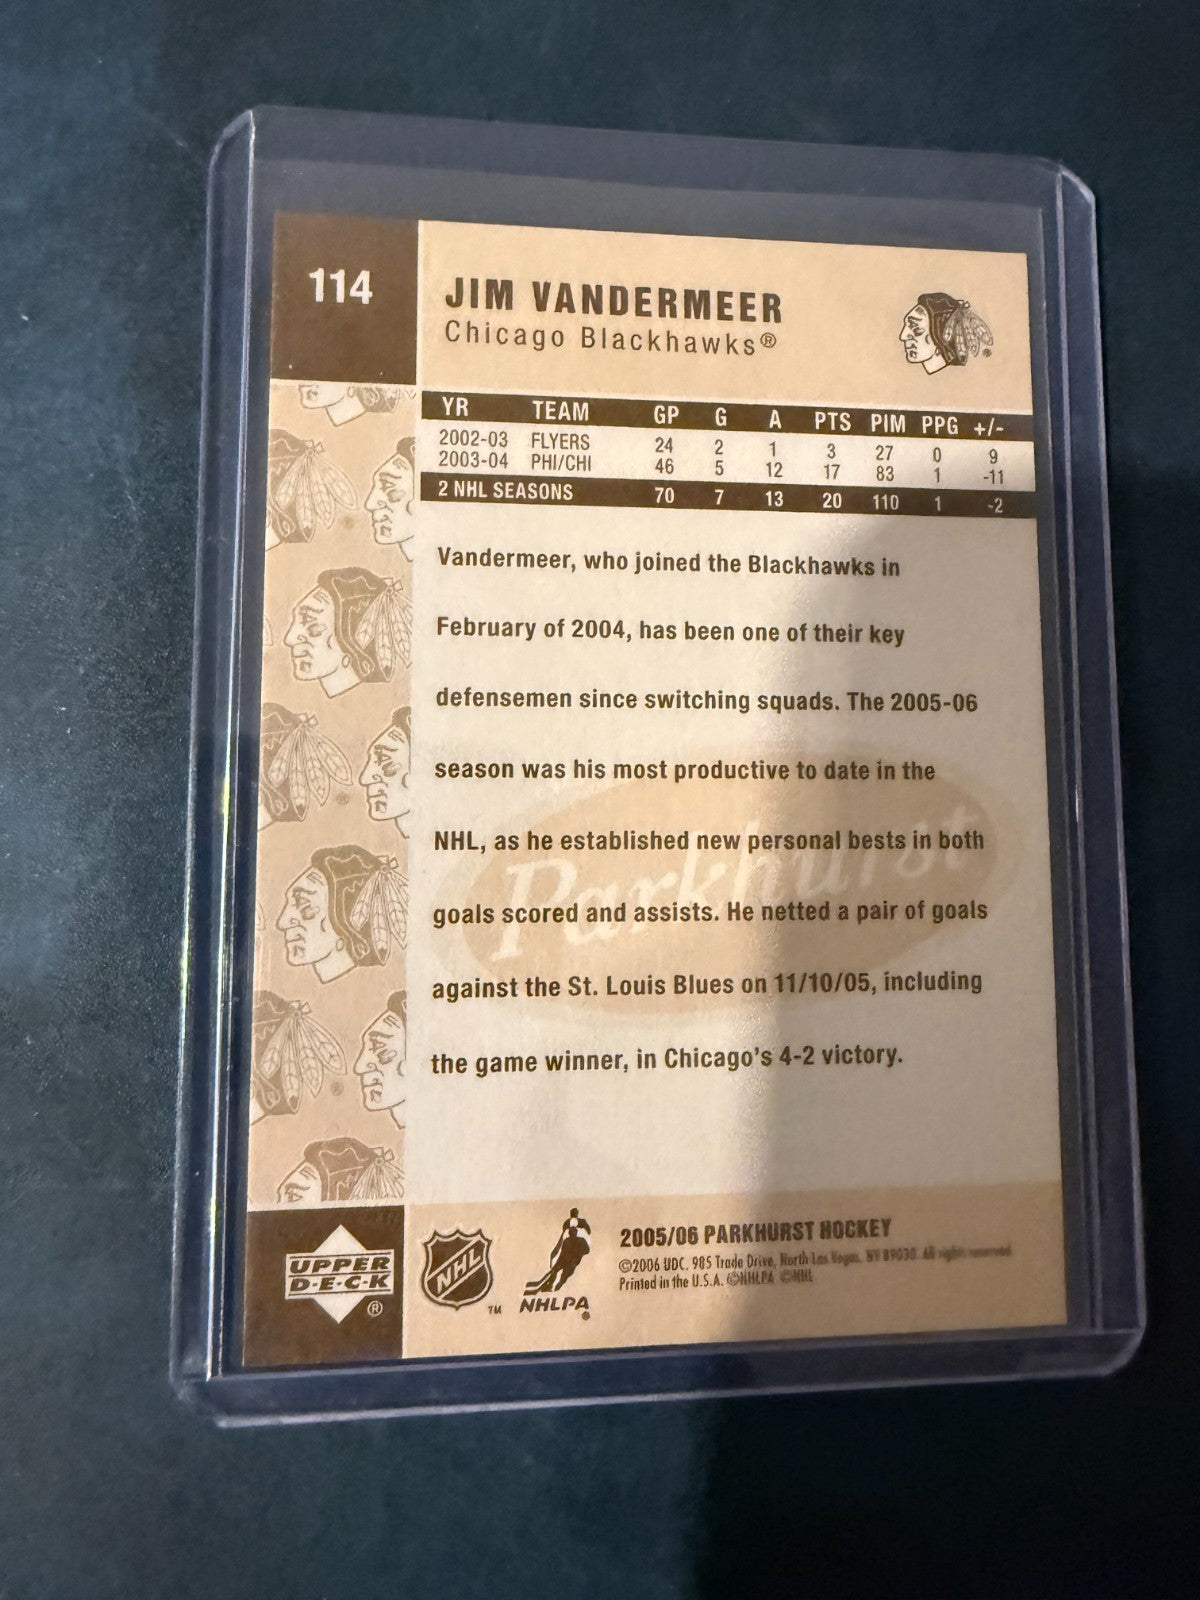 114
JIM VANDERMEER
Chicago Blackhawks®
YR TEAM GP G A PTS PIM PPG +/-
2002-03 FLYERS 24 2 1 3 27 0 9
2003-04 PHI/CHI 46 5 12 17 83 1 -11
2 NHL SEASONS 70 7 13 20 110 1 -2
Vandermeer, who joined the Blackhawks in
February of 2004, has been one of their key
defensemen since switching squads. The 2005-06
season was his most productive to date in the
NHL, as he established new personal bests in both
goals scored and assists. He netted a pair of goals
against the St. Louis Blues on 11/10/05, including
the game winner, in Chicago's 4-2 victory.
Parkhurst
UPPER
D·E·C·K
®
NHL
TM
NHLPA
®
2005/06 PARKHURST HOCKEY
©2006 UDC, 985 Trade Drive, North Las Vegas, NV 89030. All rights reserved.
Printed in the U.S.A. ©NHLPA ©NHL